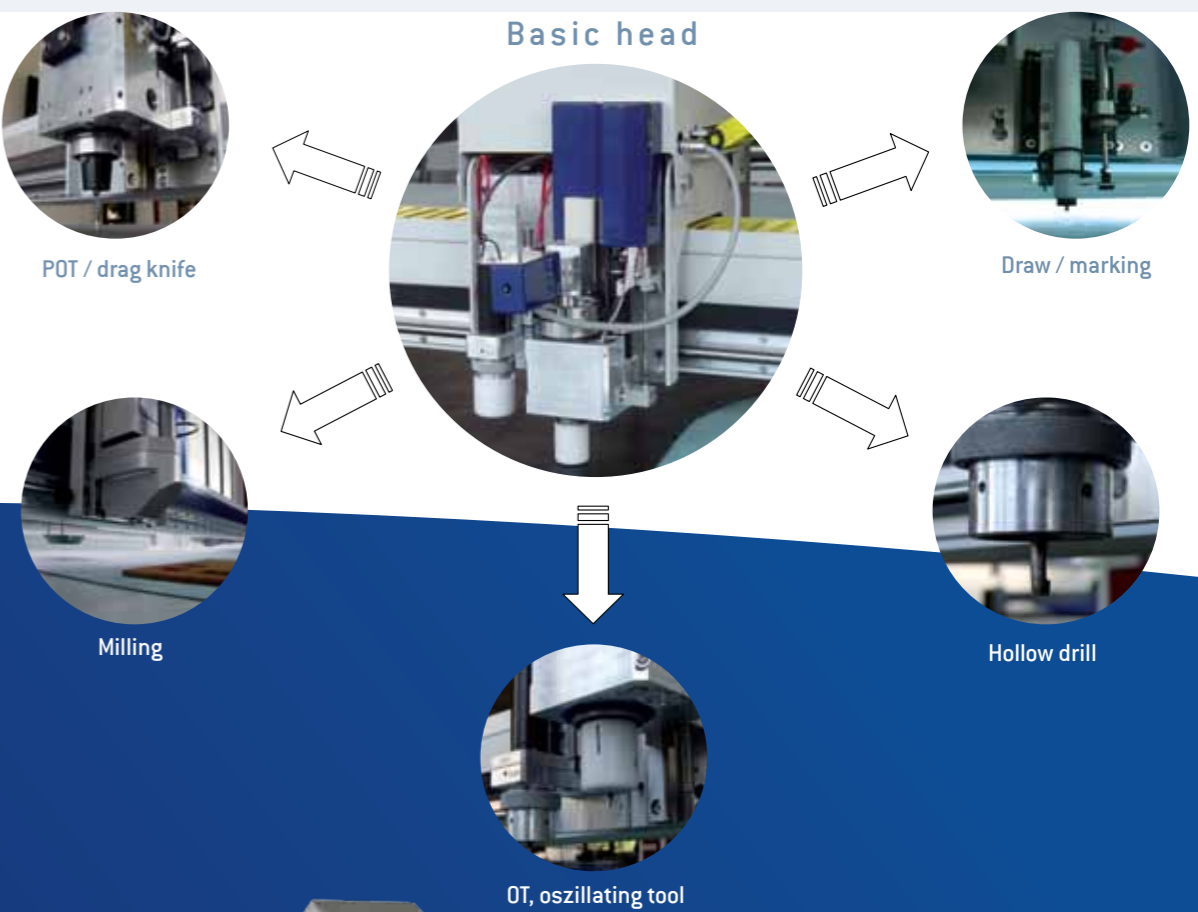 Basic head
POT / drag knife
Draw / marking
Milling
Hollow drill
OT, oszillating tool